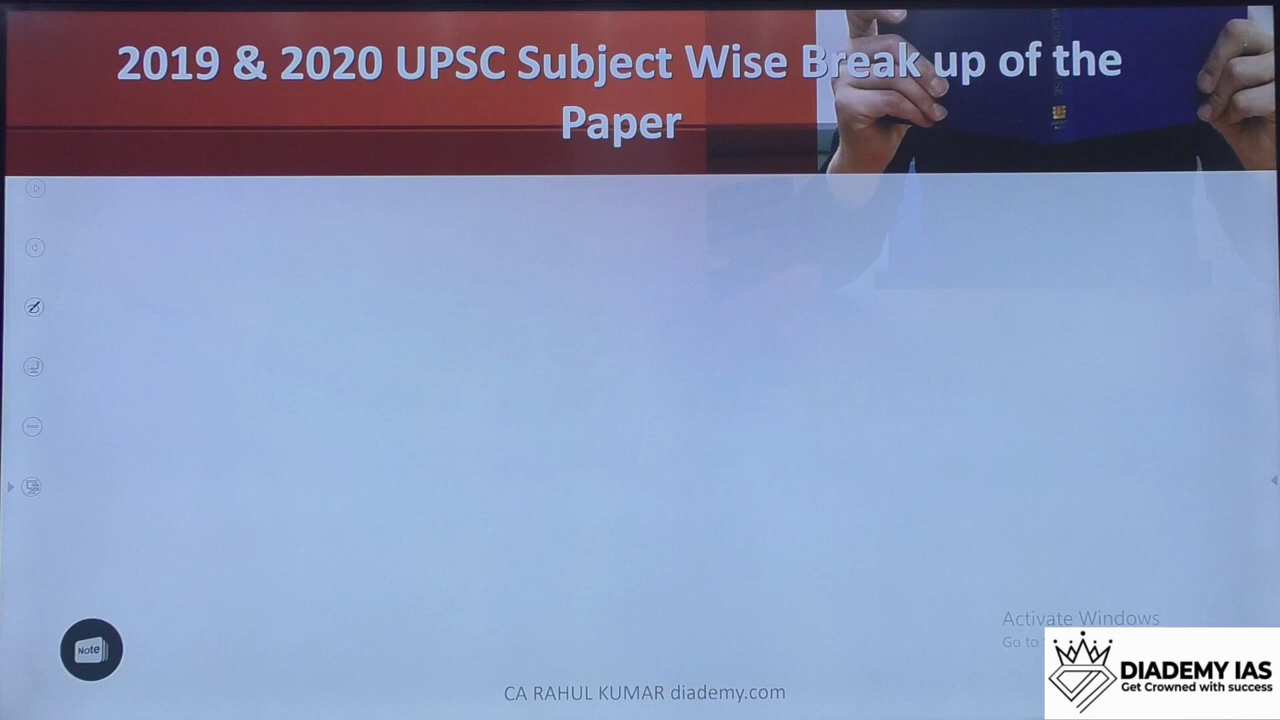 2019 & 2020 UPSC Subject Wise Break up of the
Paper
Note
Activate Windows
Go to
CA RAHUL KUMAR diademy.com
DIADEMY IAS
Get Crowned with success